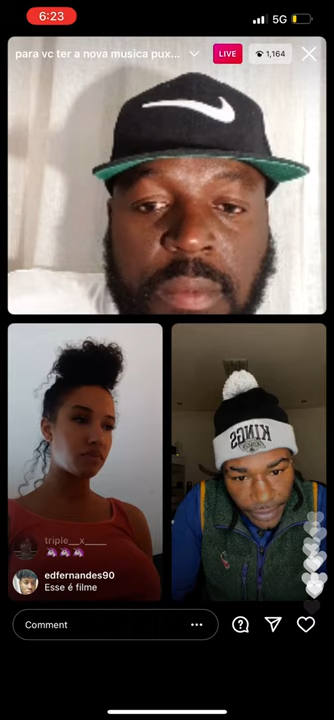 6:23
5G
para vc ter a nova musica pux...
LIVE
1,164
KINGS
triple__x____
edfernandes90
Esse é filme
Comment